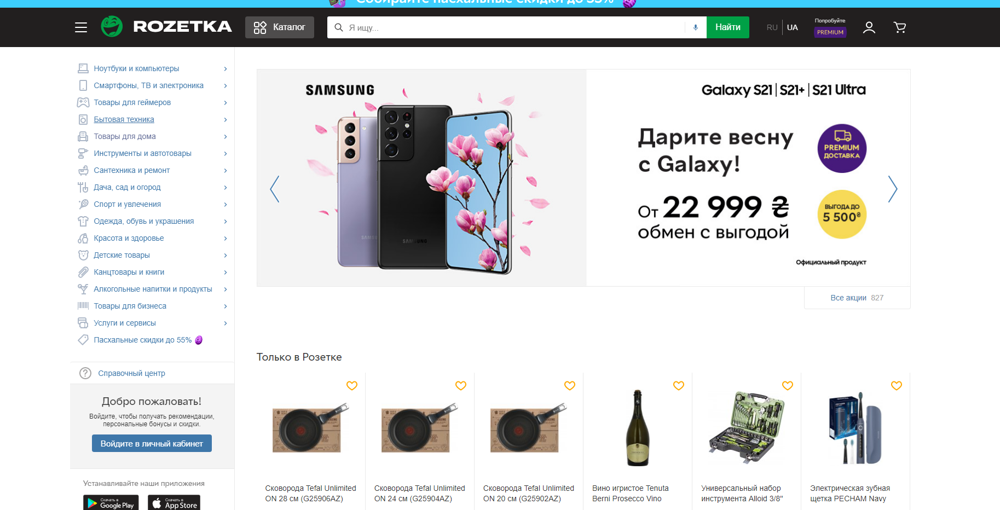 Собирайте пасхальные скидки до 55%
ROZETKA
Каталог
Я ищу...
Найти
RU
UA
Попробуйте
PREMIUM
Ноутбуки и компьютеры
Смартфоны, ТВ и электроника
Товары для геймеров
Бытовая техника
Товары для дома
Инструменты и автотовары
Сантехника и ремонт
Дача, сад и огород
Спорт и увлечения
Одежда, обувь и украшения
Красота и здоровье
Детские товары
Канцтовары и книги
Алкогольные напитки и продукты
Товары для бизнеса
Услуги и сервисы
Пасхальные скидки до 55%
Справочный центр
Добро пожаловать!
Войдите, чтобы получать рекомендации,
персональные бонусы и скидки.
Войдите в личный кабинет
Устанавливайте наши приложения
Скачать в
Google Play
Скачать в
App Store
SAMSUNG
Galaxy S21 | S21+ | S21 Ultra
Дарите весну
с Galaxy!
PREMIUM
ДОСТАВКА
От 22 999 ₴
обмен с выгодой
ВЫГОДА ДО
5 500₴
Официальный продукт
SAMSUNG
Все акции 827
Только в Розетке
Сковорода Tefal Unlimited
ON 28 см (G25906AZ)
Сковорода Tefal Unlimited
ON 24 см (G25904AZ)
Сковорода Tefal Unlimited
ON 20 см (G25902AZ)
Вино игристое Tenuta
Berni Prosecco Vino
Универсальный набор
инструмента Alloid 3/8"
Электрическая зубная
щетка PECHAM Navy